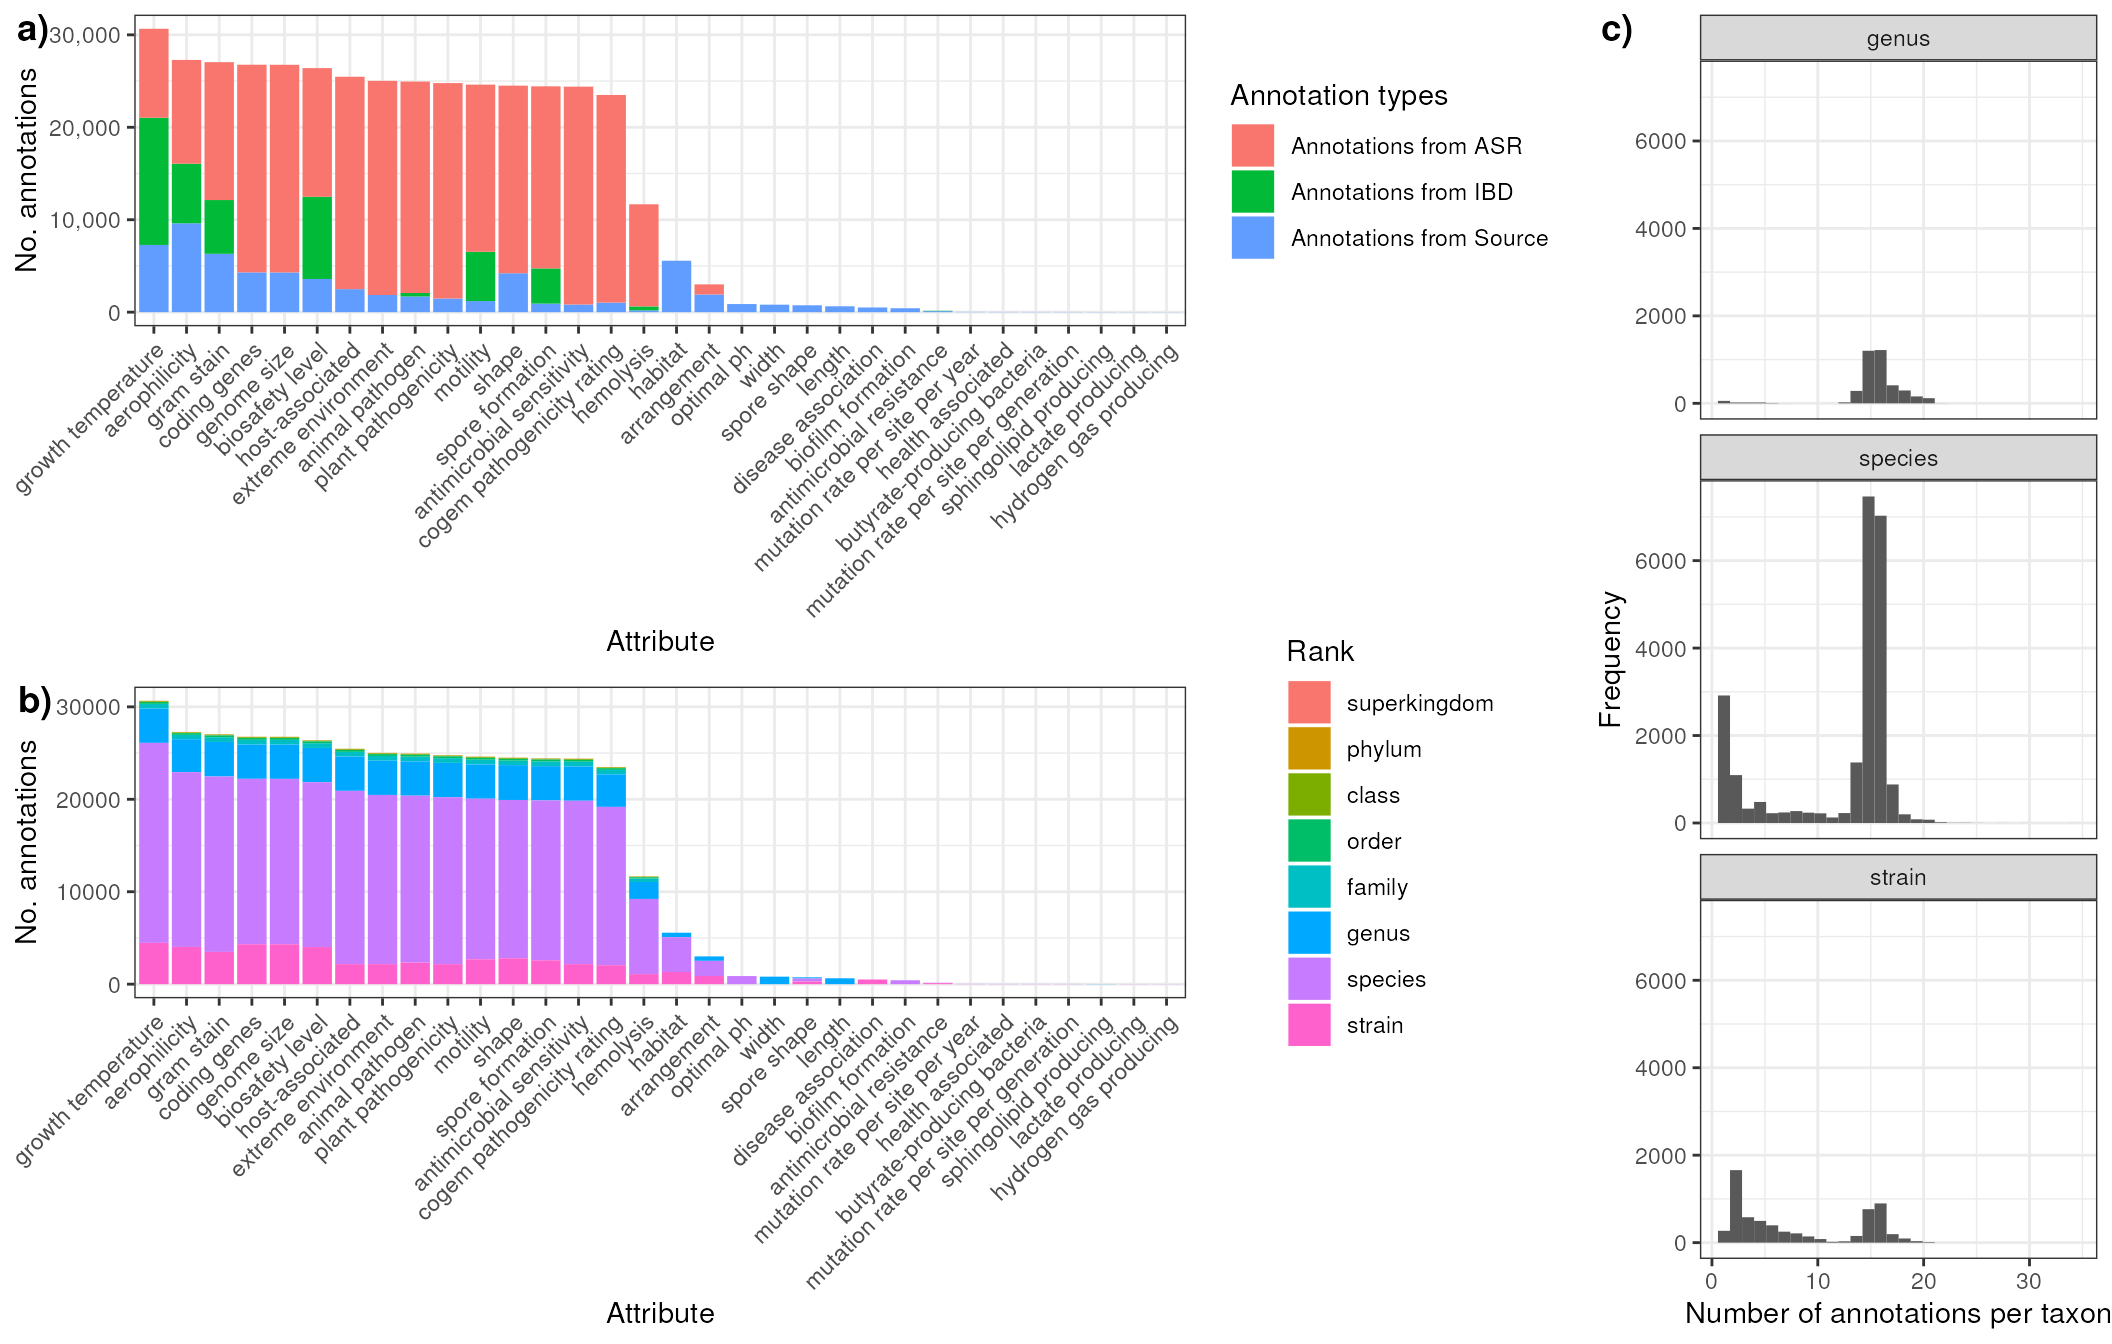 a)
30,000
20,000
10,000
0
No. annotations
growth temperature
aerophilicity
gram stain
coding genes
genome size
biosafety level
host-associated
extreme environment
animal pathogen
plant pathogenicity
motility
shape
spore formation
antimicrobial sensitivity
cogem pathogenicity rating
hemolysis
habitat
arrangement
optimal ph
width
spore shape
length
disease association
biofilm formation
antimicrobial resistance
mutation rate per site per year
health associated
butyrate-producing bacteria
mutation rate per site per generation
sphingolipid producing
lactate producing
hydrogen gas producing
Attribute
Annotation types
Annotations from ASR
Annotations from IBD
Annotations from Source
b)
30000
20000
10000
0
No. annotations
growth temperature
aerophilicity
gram stain
coding genes
genome size
biosafety level
host-associated
extreme environment
animal pathogen
plant pathogenicity
motility
shape
spore formation
antimicrobial sensitivity
cogem pathogenicity rating
hemolysis
habitat
arrangement
optimal ph
width
spore shape
length
disease association
biofilm formation
antimicrobial resistance
mutation rate per site per year
health associated
butyrate-producing bacteria
mutation rate per site per generation
sphingolipid producing
lactate producing
hydrogen gas producing
Attribute
Rank
superkingdom
phylum
class
order
family
genus
species
strain
c)
genus
6000
4000
2000
0
species
6000
4000
2000
0
Frequency
strain
6000
4000
2000
0
0 10 20 30
Number of annotations per taxon